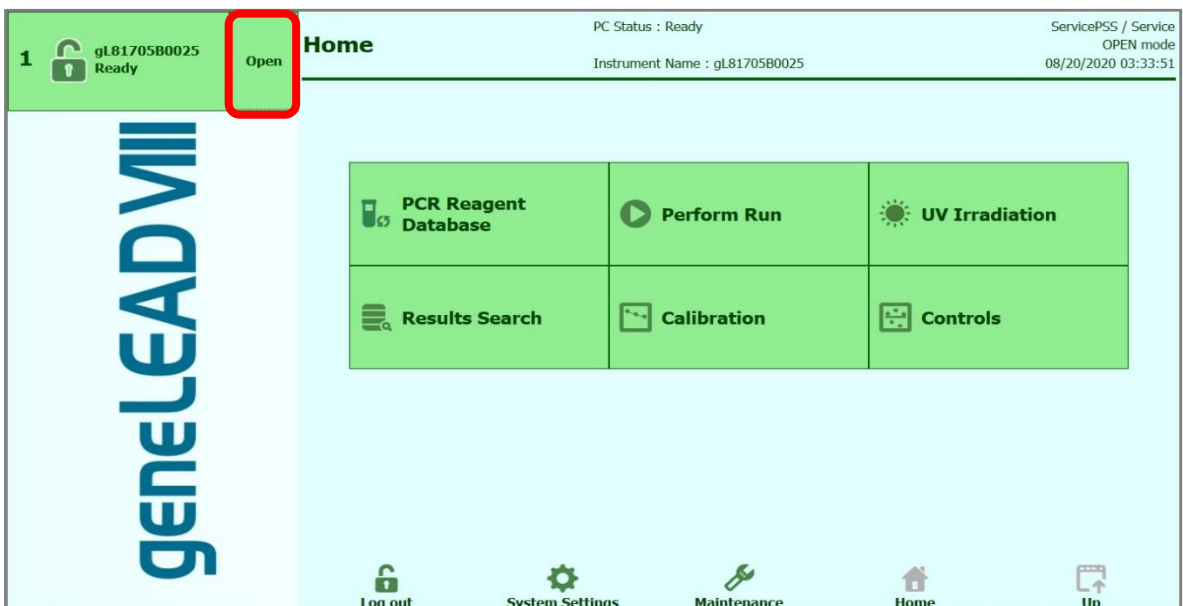 1
gL81705B0025
Ready
Open
Home
PC Status : Ready
Instrument Name : gL81705B0025
ServicePSS / Service
OPEN mode
08/20/2020 03:33:51
geneLEAD VIII
PCR Reagent
Database
Perform Run
UV Irradiation
Results Search
Calibration
Controls
Log out
System Settings
Maintenance
Home
Up